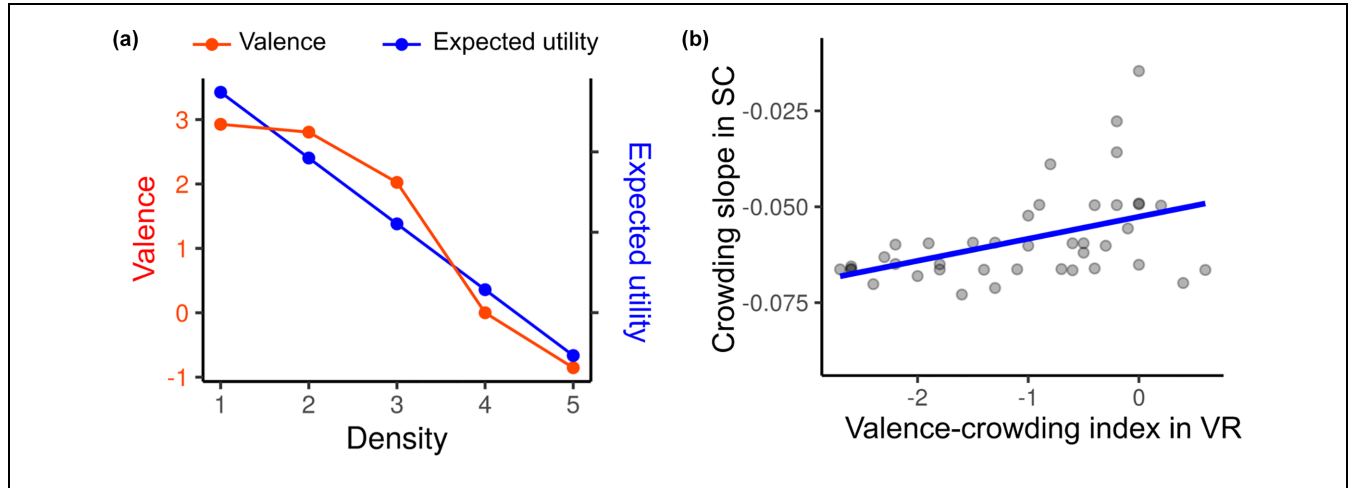 (a)
Valence
Expected utility
3
2
1
0
-1
Valence
Expected utility
1 2 3 4 5
Density
(b)
-0.025
-0.050
-0.075
Crowding slope in SC
-2 -1 0
Valence-crowding index in VR